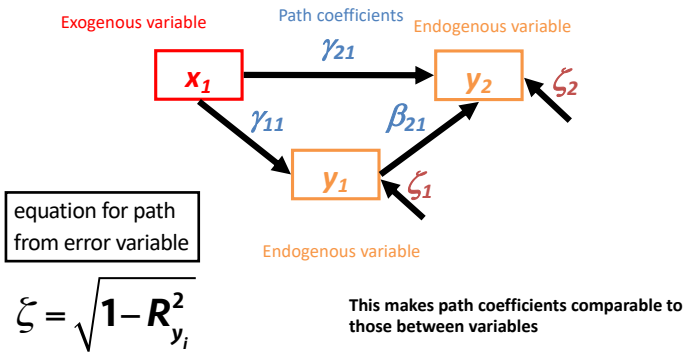 Exogenous variable
Path coefficients
Endogenous variable
γ21
x1
y2
ζ2
γ11
β21
y1
ζ1
equation for path
from error variable
Endogenous variable
ζ = √1 − R²yi
This makes path coefficients comparable to
those between variables